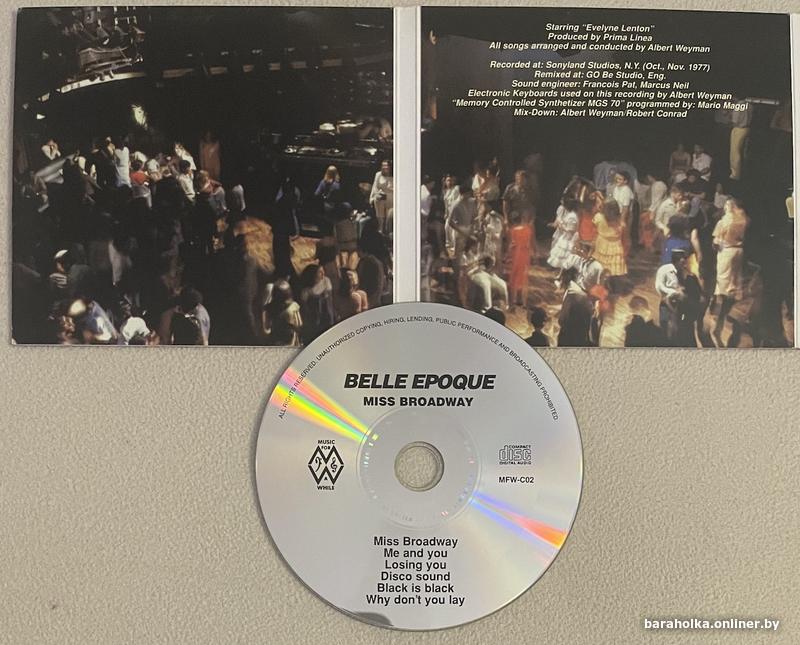 Starring "Evelyne Lenton"
Produced by Prima Linea
All songs arranged and conducted by Albert Weyman
Recorded at: Sonyland Studios, N.Y. (Oct., Nov. 1977)
Remixed at: GO Be Studio, Eng.
Sound engineer: Francois Pat, Marcus Neil
Electronic Keyboards used on this recording by Albert Weyman
"Memory Controlled Synthetizer MGS 70" programmed by: Mario Maggi
Mix-Down: Albert Weyman/Robert Conrad
ALL RIGHTS RESERVED. UNAUTHORIZED COPYING, HIRING, LENDING, PUBLIC PERFORMANCE AND BROADCASTING PROHIBITED.
BELLE EPOQUE
MISS BROADWAY
MUSIC
FOR
A
WHILE
COMPACT
disc
DIGITAL AUDIO
MFW-C02
Miss Broadway
Me and you
Losing you
Disco sound
Black is black
Why don't you lay
baraholka.onliner.by